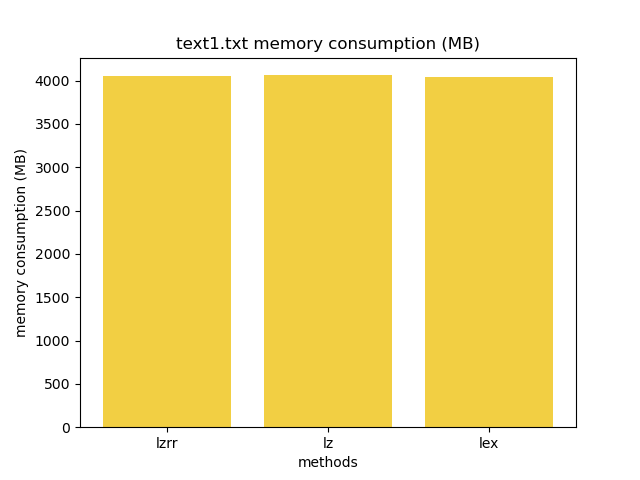 text1.txt memory consumption (MB)
memory consumption (MB)
4000
3500
3000
2500
2000
1500
1000
500
0
lzrr lz lex
methods